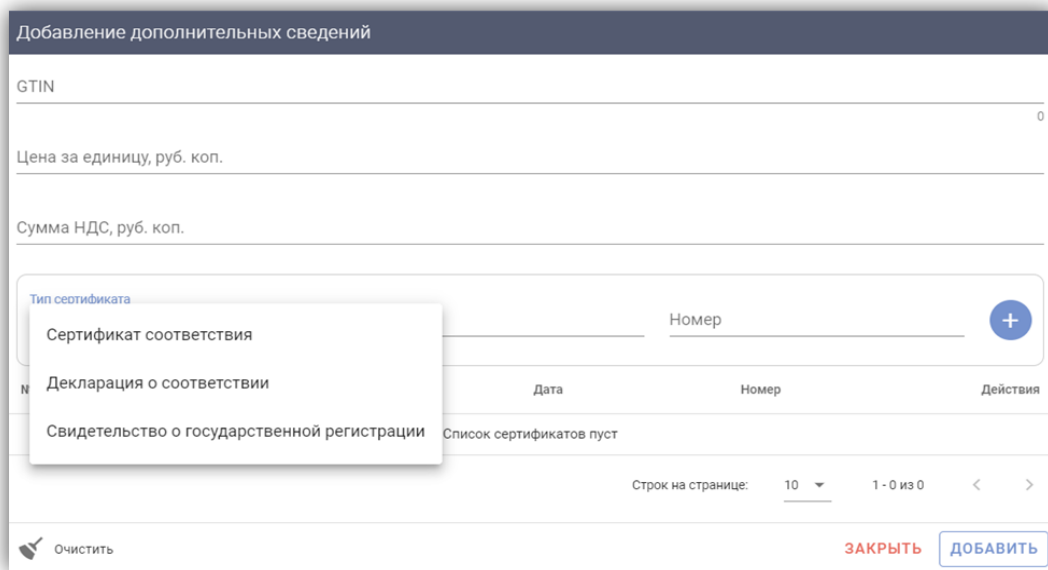 Добавление дополнительных сведений
GTIN
0
Цена за единицу, руб. коп.
Сумма НДС, руб. коп.
Тип сертификата
Сертификат соответствия
Номер
+
Декларация о соответствии
Дата
Номер
Действия
Свидетельство о государственной регистрации
Список сертификатов пуст
Строк на странице: 10 1 - 0 из 0
Очистить
ЗАКРЫТЬ
ДОБАВИТЬ